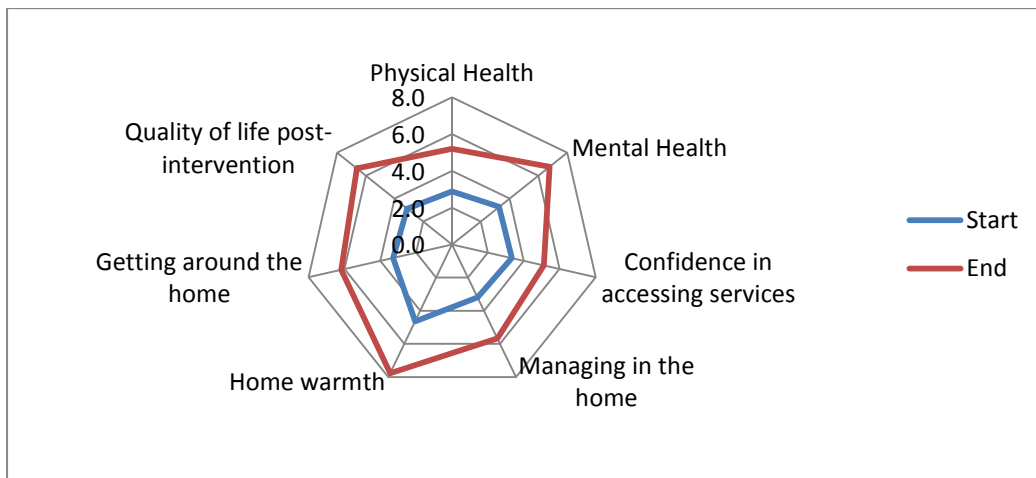 Physical Health
8.0
6.0
4.0
2.0
0.0
Quality of life post-
intervention
Mental Health
Getting around the
home
Confidence in
accessing services
Home warmth
Managing in the
home
Start
End